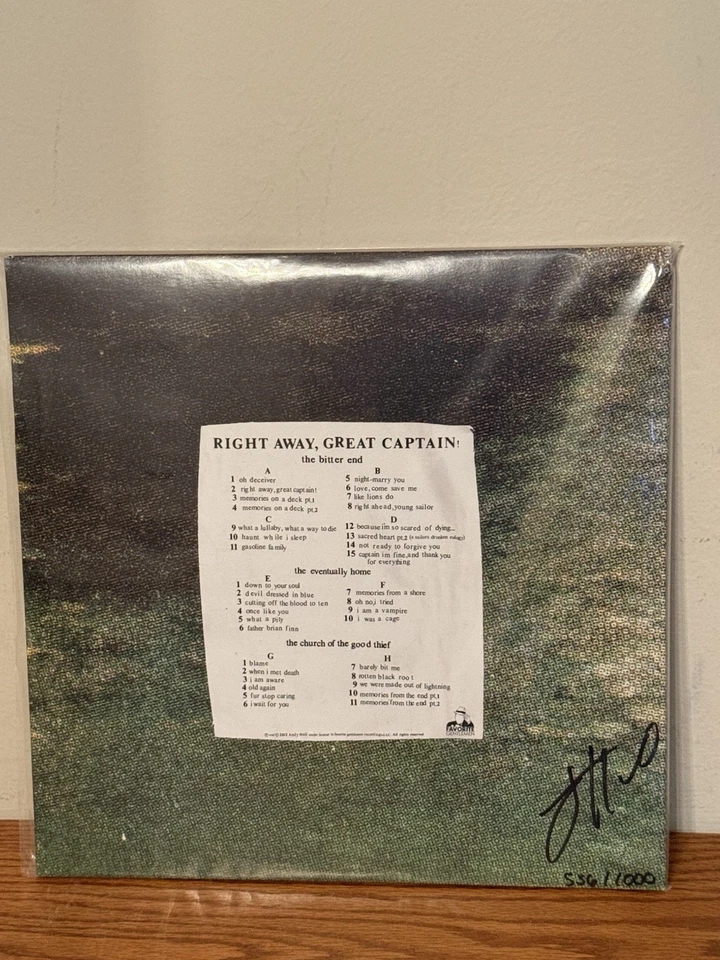 RIGHT AWAY, GREAT CAPTAIN!
the bitter end
A
1 oh deceiver
2 right away, great captain!
3 memories on a deck pt.1
4 memories on a deck pt.2
B
5 night-marry you
6 love, come save me
7 like lions do
8 right ahead, young sailor
C
9 what a lullaby, what a way to die
10 haunt while i sleep
11 gasoline family
D
12 because i'm so scared of dying...
13 sacred heart pt.2 (a sailors drunken eulogy)
14 not ready to forgive you
15 captain im fine, and thank you
for everything
the eventually home
E
1 down to your soul
2 devil dressed in blue
3 cutting off the blood to ten
4 once like you
5 what a pity
6 father brian finn
F
7 memories from a shore
8 oh no, i tried
9 i am a vampire
10 i was a cage
the church of the good thief
G
1 blame
2 when i met death
3 i am aware
4 old again
5 fur stop caring
6 i wait for you
H
7 barely bit me
8 rotten black root
9 we were made out of lightning
10 memories from the end pt.1
11 memories from the end pt.2
FAVORITE
GENTLEMEN
All rights reserved
536/1000